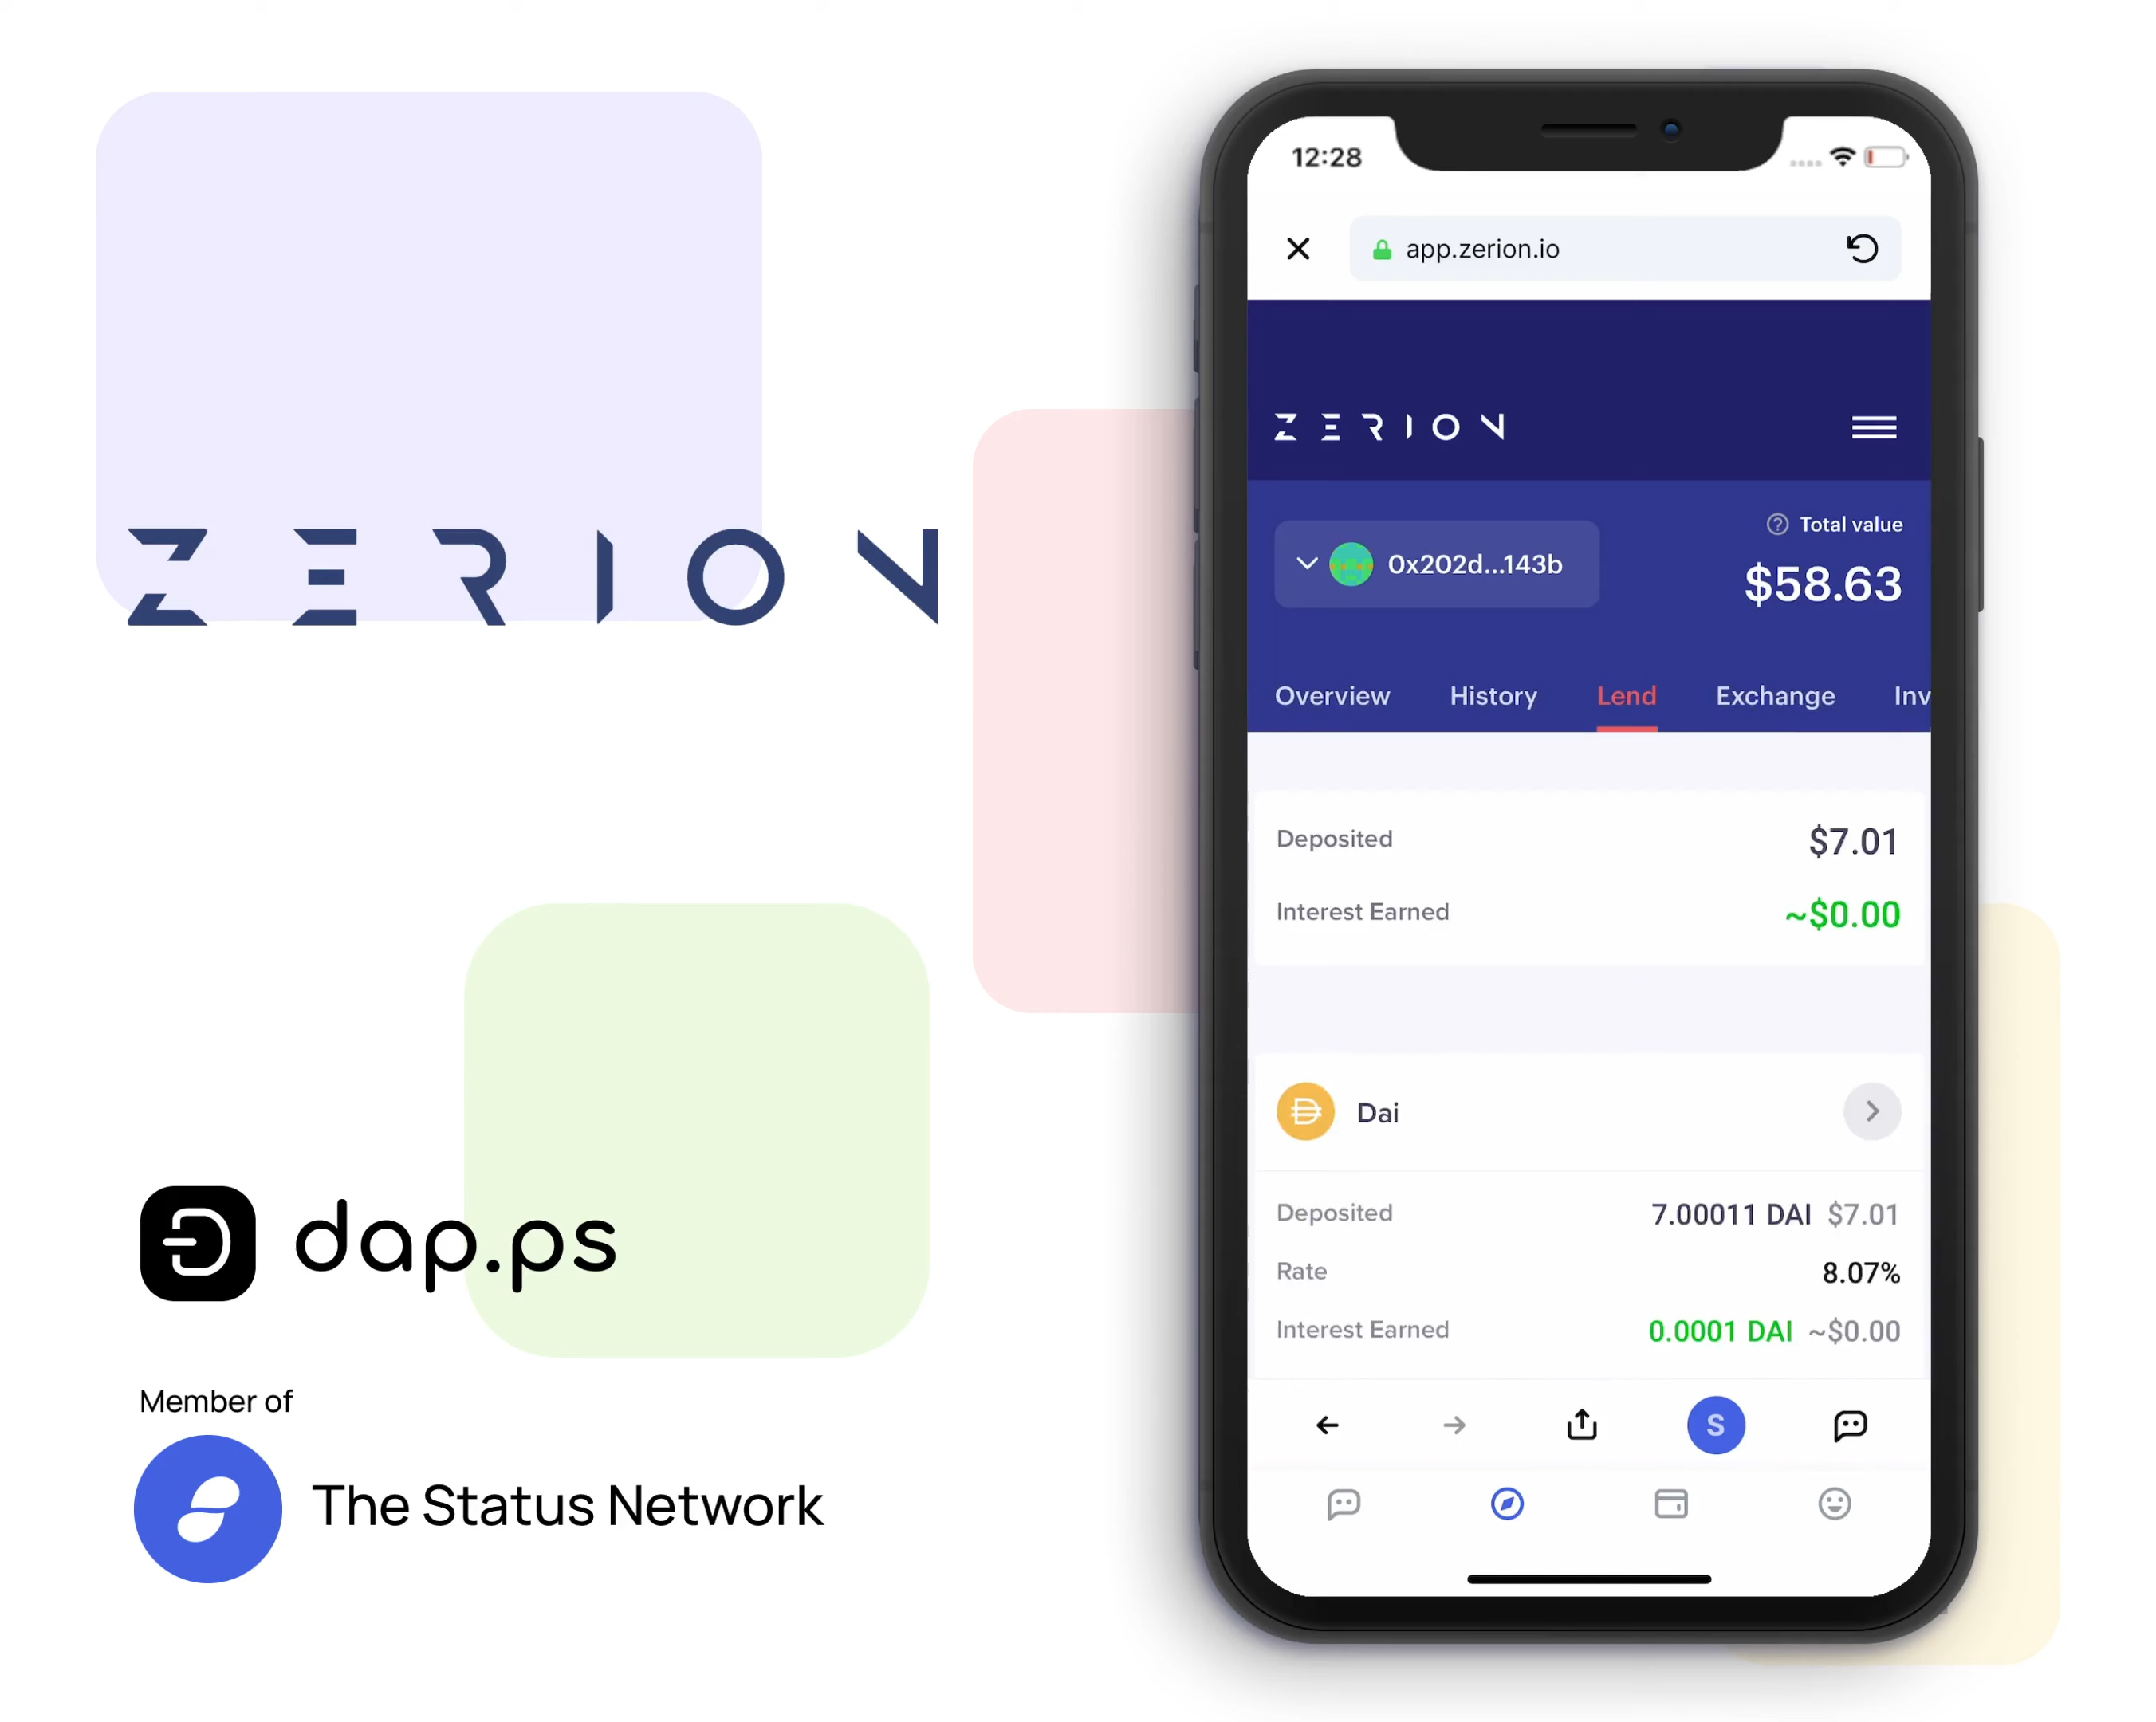 ZERION
dap.ps
Member of
The Status Network
12:28
app.zerion.io
ZERION
Total value
0x202d...143b
$58.63
Overview History Lend Exchange Inv
Deposited $7.01
Interest Earned ~$0.00
Dai
Deposited 7.00011 DAI $7.01
Rate 8.07%
Interest Earned 0.0001 DAI ~$0.00
S